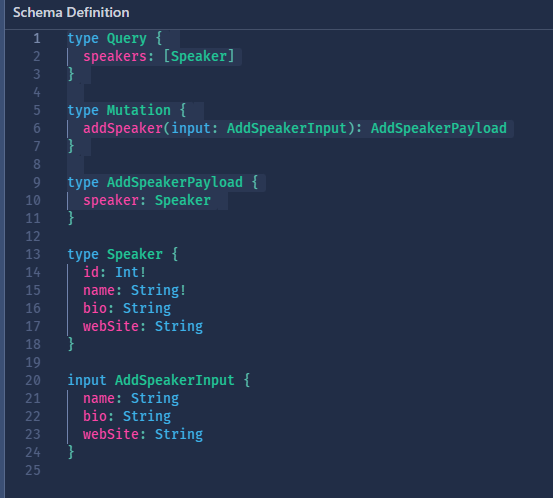 Schema Definition
1 type Query {
2 speakers: [Speaker]
3 }
4
5 type Mutation {
6 addSpeaker(input: AddSpeakerInput): AddSpeakerPayload
7 }
8
9 type AddSpeakerPayload {
10 speaker: Speaker
11 }
12
13 type Speaker {
14 id: Int!
15 name: String!
16 bio: String
17 webSite: String
18 }
19
20 input AddSpeakerInput {
21 name: String
22 bio: String
23 webSite: String
24 }
25